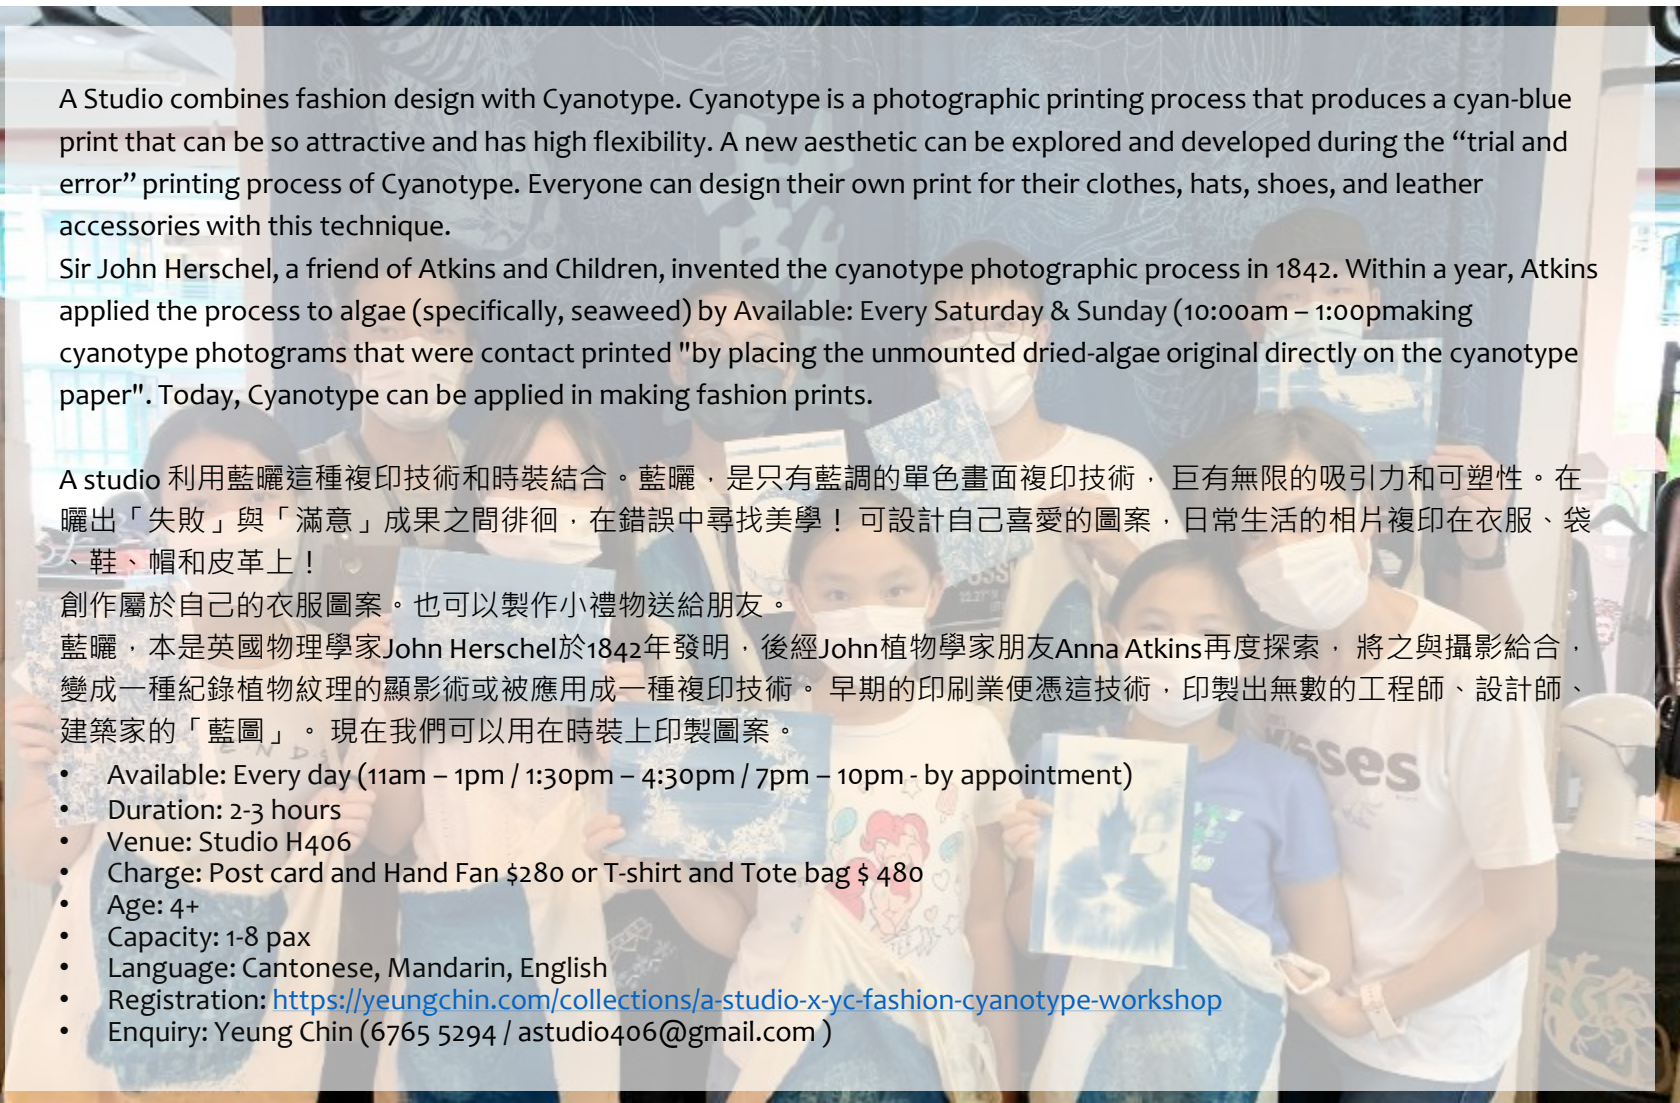 A Studio combines fashion design with Cyanotype. Cyanotype is a photographic printing process that produces a cyan-blue
print that can be so attractive and has high flexibility. A new aesthetic can be explored and developed during the “trial and
error” printing process of Cyanotype. Everyone can design their own print for their clothes, hats, shoes, and leather
accessories with this technique.
Sir John Herschel, a friend of Atkins and Children, invented the cyanotype photographic process in 1842. Within a year, Atkins
applied the process to algae (specifically, seaweed) by Available: Every Saturday & Sunday (10:00am – 1:00pmmaking
cyanotype photograms that were contact printed "by placing the unmounted dried-algae original directly on the cyanotype
paper". Today, Cyanotype can be applied in making fashion prints.
A studio 利用藍曬這種複印技術和時裝結合。藍曬，是只有藍調的單色畫面複印技術， 巨有無限的吸引力和可塑性。在
曬出「失敗」與「滿意」成果之間徘徊，在錯誤中尋找美學！ 可設計自己喜愛的圖案，日常生活的相片複印在衣服、袋
、鞋、帽和皮革上！
創作屬於自己的衣服圖案。也可以製作小禮物送給朋友。
藍曬，本是英國物理學家John Herschel於1842年發明，後經John植物學家朋友Anna Atkins再度探索， 將之與攝影給合，
變成一種紀錄植物紋理的顯影術或被應用成一種複印技術。 早期的印刷業便憑這技術，印製出無數的工程師、設計師、
建築家的「藍圖」。 現在我們可以用在時裝上印製圖案。
• Available: Every day (11am – 1pm / 1:30pm – 4:30pm / 7pm – 10pm - by appointment)
• Duration: 2-3 hours
• Venue: Studio H406
• Charge: Post card and Hand Fan $280 or T-shirt and Tote bag $ 480
• Age: 4+
• Capacity: 1-8 pax
• Language: Cantonese, Mandarin, English
• Registration: https://yeungchin.com/collections/a-studio-x-yc-fashion-cyanotype-workshop
• Enquiry: Yeung Chin (6765 5294 / astudio406@gmail.com )